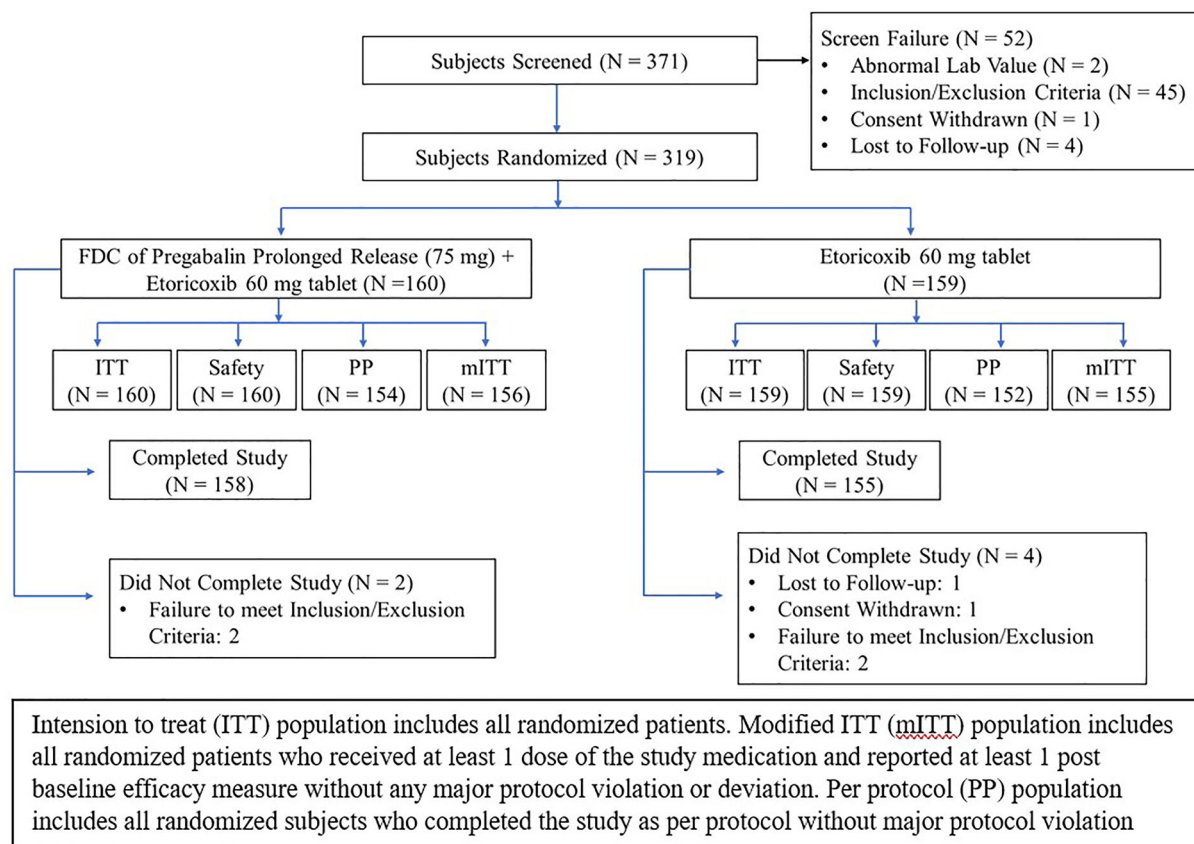 Subjects Screened (N = 371)
Screen Failure (N = 52)
• Abnormal Lab Value (N = 2)
• Inclusion/Exclusion Criteria (N = 45)
• Consent Withdrawn (N = 1)
• Lost to Follow-up (N = 4)
Subjects Randomized (N = 319)
FDC of Pregabalin Prolonged Release (75 mg) +
Etoricoxib 60 mg tablet (N =160)
Etoricoxib 60 mg tablet
(N =159)
ITT
(N = 160)
Safety
(N = 160)
PP
(N = 154)
mITT
(N = 156)
ITT
(N = 159)
Safety
(N = 159)
PP
(N = 152)
mITT
(N = 155)
Completed Study
(N = 158)
Completed Study
(N = 155)
Did Not Complete Study (N = 2)
• Failure to meet Inclusion/Exclusion
Criteria: 2
Did Not Complete Study (N = 4)
• Lost to Follow-up: 1
• Consent Withdrawn: 1
• Failure to meet Inclusion/Exclusion
Criteria: 2
Intension to treat (ITT) population includes all randomized patients. Modified ITT (mITT) population includes
all randomized patients who received at least 1 dose of the study medication and reported at least 1 post
baseline efficacy measure without any major protocol violation or deviation. Per protocol (PP) population
includes all randomized subjects who completed the study as per protocol without major protocol violation